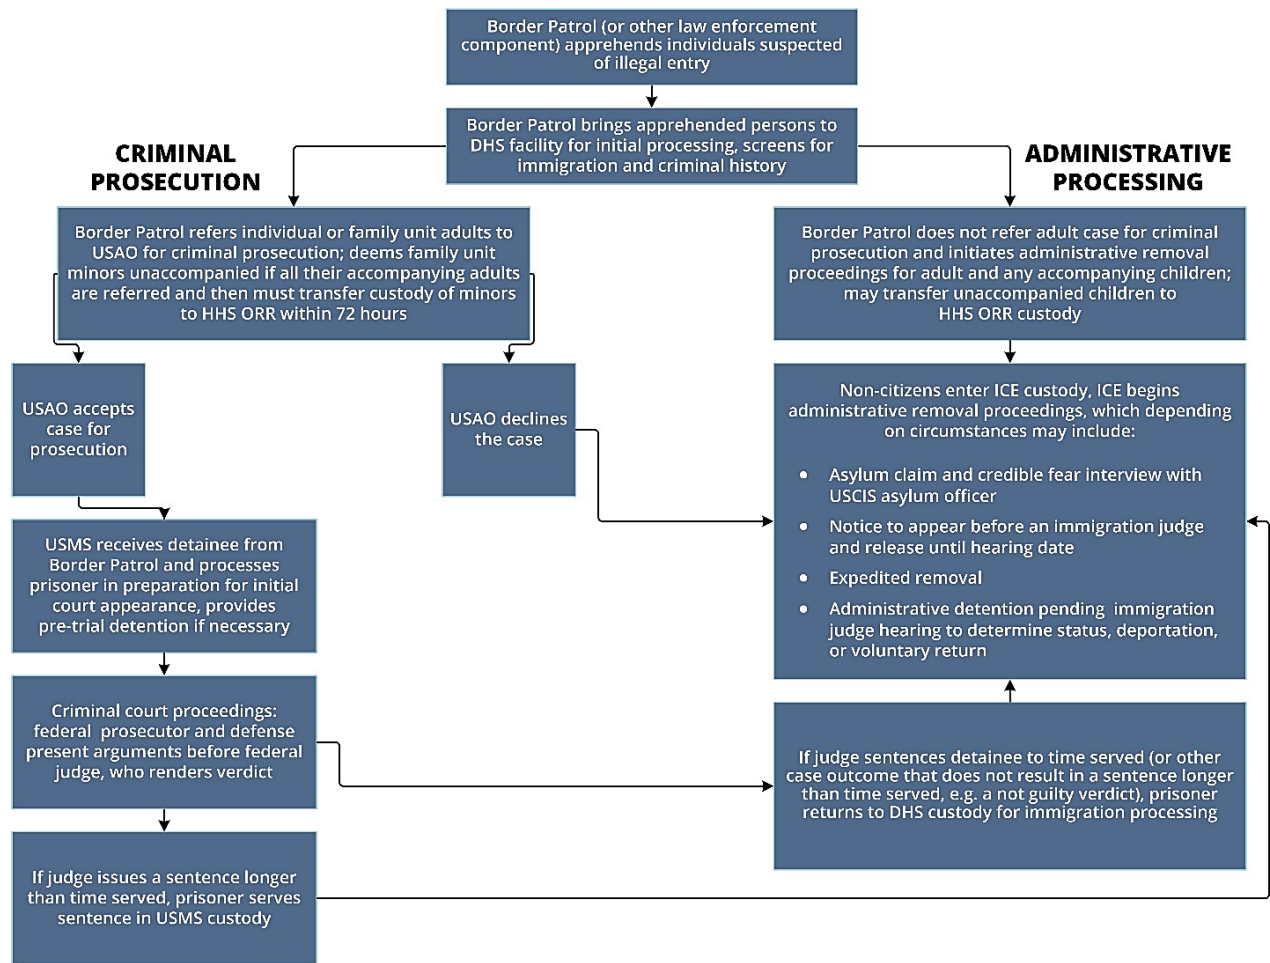 Border Patrol (or other law enforcement
component) apprehends individuals suspected
of illegal entry
Border Patrol brings apprehended persons to
DHS facility for initial processing, screens for
immigration and criminal history
CRIMINAL
PROSECUTION
ADMINISTRATIVE
PROCESSING
Border Patrol refers individual or family unit adults to
USAO for criminal prosecution; deems family unit
minors unaccompanied if all their accompanying adults
are referred and then must transfer custody of minors
to HHS ORR within 72 hours
Border Patrol does not refer adult case for criminal
prosecution and initiates administrative removal
proceedings for adult and any accompanying children;
may transfer unaccompanied children to
HHS ORR custody
USAO accepts
case for
prosecution
USAO declines
the case
Non-citizens enter ICE custody, ICE begins
administrative removal proceedings, which depending
on circumstances may include:
• Asylum claim and credible fear interview with
USCIS asylum officer
• Notice to appear before an immigration judge
and release until hearing date
• Expedited removal
• Administrative detention pending immigration
judge hearing to determine status, deportation,
or voluntary return
USMS receives detainee from
Border Patrol and processes
prisoner in preparation for initial
court appearance, provides
pre-trial detention if necessary
Criminal court proceedings:
federal prosecutor and defense
present arguments before federal
judge, who renders verdict
If judge sentences detainee to time served (or other
case outcome that does not result in a sentence longer
than time served, e.g. a not guilty verdict), prisoner
returns to DHS custody for immigration processing
If judge issues a sentence longer
than time served, prisoner serves
sentence in USMS custody